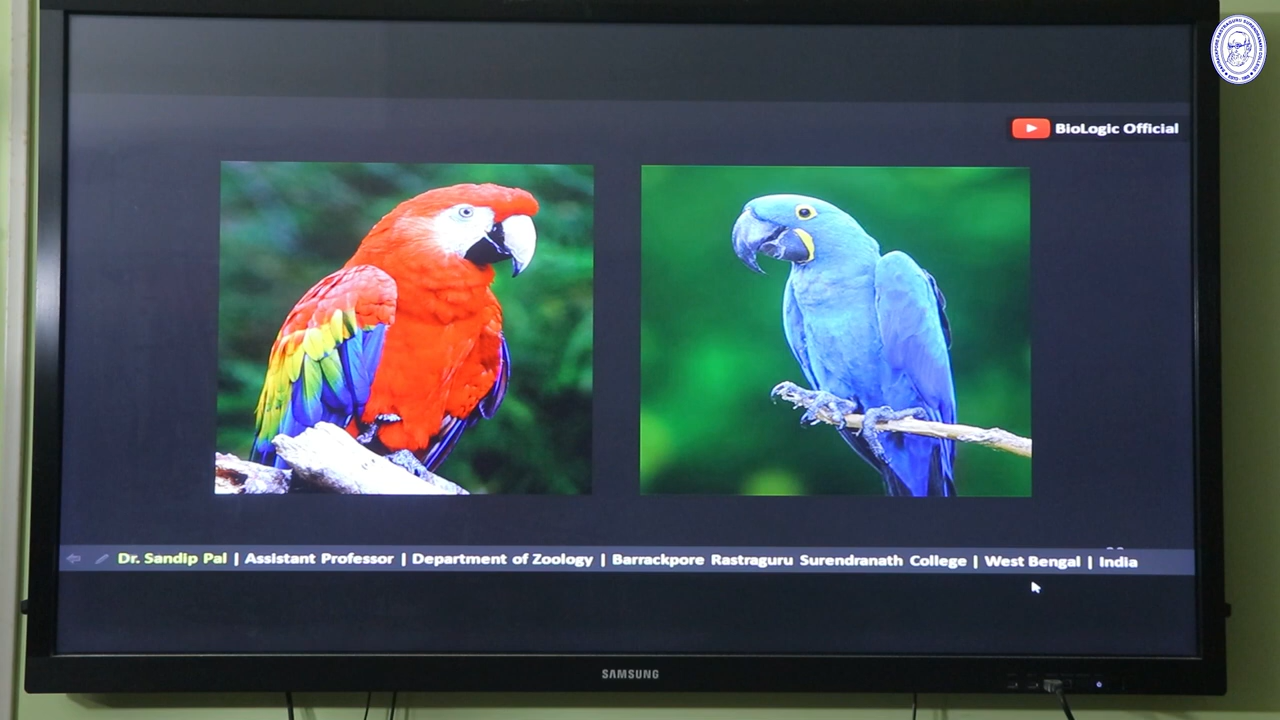 BioLogic Official
Dr. Sandip Pal | Assistant Professor | Department of Zoology | Barrackpore Rastraguru Surendranath College | West Bengal | India
SAMSUNG